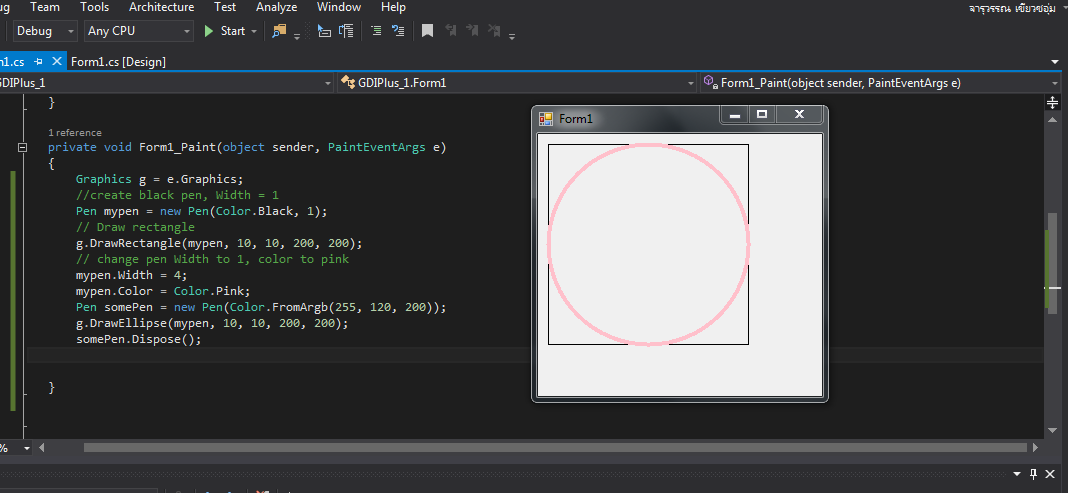 Team Tools Architecture Test Analyze Window Help
จารุวรรณ เขียวชอุ่ม
Debug Any CPU Start
m1.cs Form1.cs [Design]
GDIPlus_1 GDIPlus_1.Form1 Form1_Paint(object sender, PaintEventArgs e)
}
1 reference
private void Form1_Paint(object sender, PaintEventArgs e)
{
Graphics g = e.Graphics;
//create black pen, Width = 1
Pen mypen = new Pen(Color.Black, 1);
// Draw rectangle
g.DrawRectangle(mypen, 10, 10, 200, 200);
// change pen Width to 1, color to pink
mypen.Width = 4;
mypen.Color = Color.Pink;
Pen somePen = new Pen(Color.FromArgb(255, 120, 200));
g.DrawEllipse(mypen, 10, 10, 200, 200);
somePen.Dispose();
}
Form1
%